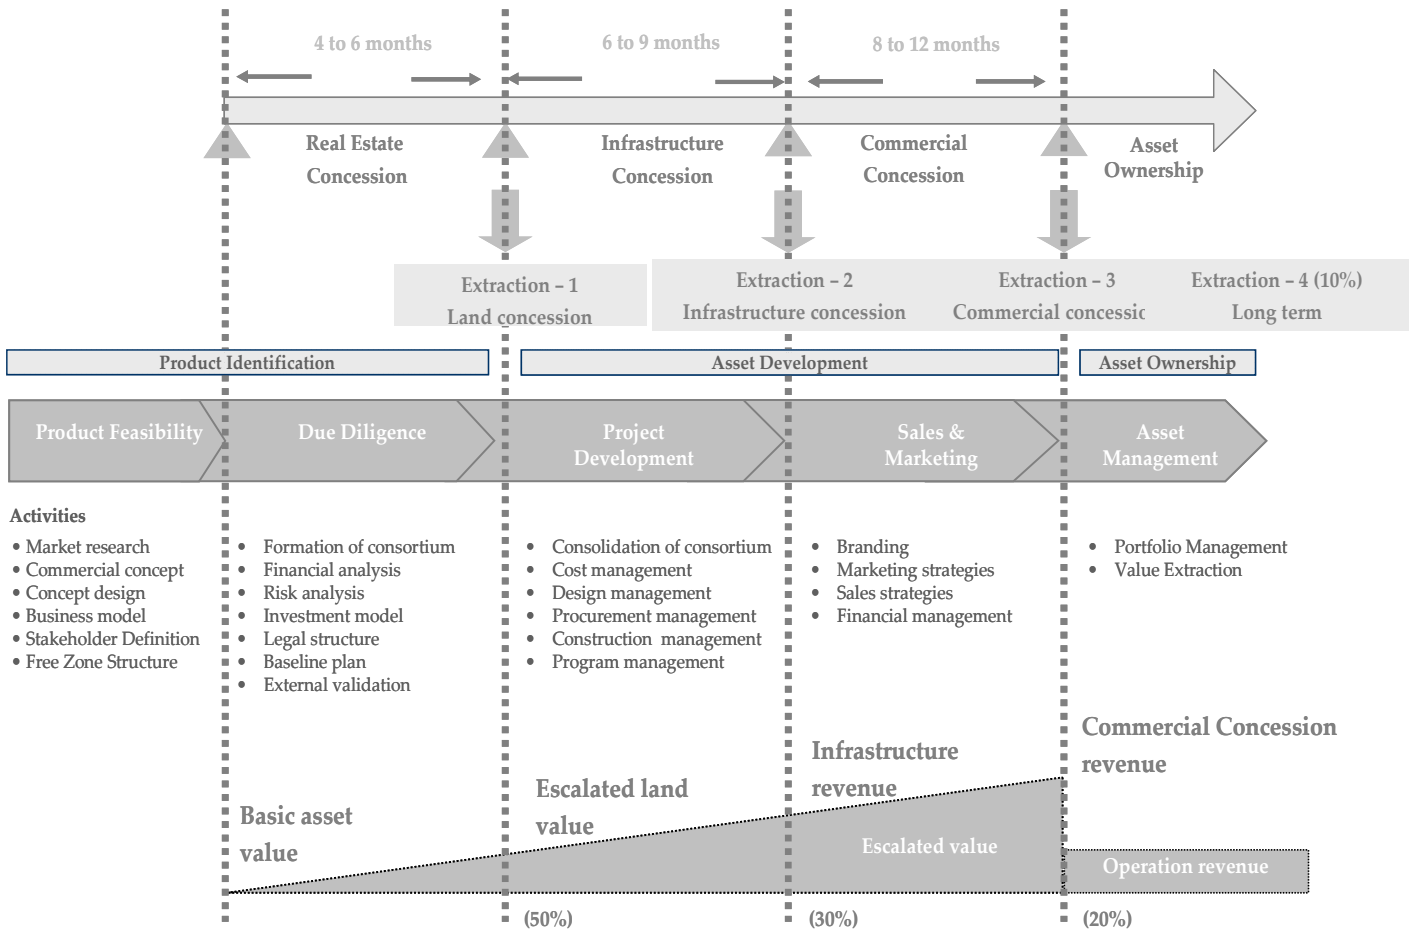 4 to 6 months
6 to 9 months
8 to 12 months
Real Estate
Concession
Infrastructure
Concession
Commercial
Concession
Asset
Ownership
Extraction – 1
Land concession
Extraction – 2
Infrastructure concession
Extraction – 3
Commercial concessic
Extraction – 4 (10%)
Long term
Product Identification
Asset Development
Asset Ownership
Product Feasibility
Due Diligence
Project
Development
Sales &
Marketing
Asset
Management
Activities
• Market research
• Commercial concept
• Concept design
• Business model
• Stakeholder Definition
• Free Zone Structure
• Formation of consortium
• Financial analysis
• Risk analysis
• Investment model
• Legal structure
• Baseline plan
• External validation
• Consolidation of consortium
• Cost management
• Design management
• Procurement management
• Construction management
• Program management
• Branding
• Marketing strategies
• Sales strategies
• Financial management
• Portfolio Management
• Value Extraction
Basic asset
value
Escalated land
value
Infrastructure
revenue
Commercial Concession
revenue
Escalated value
Operation revenue
(50%)
(30%)
(20%)